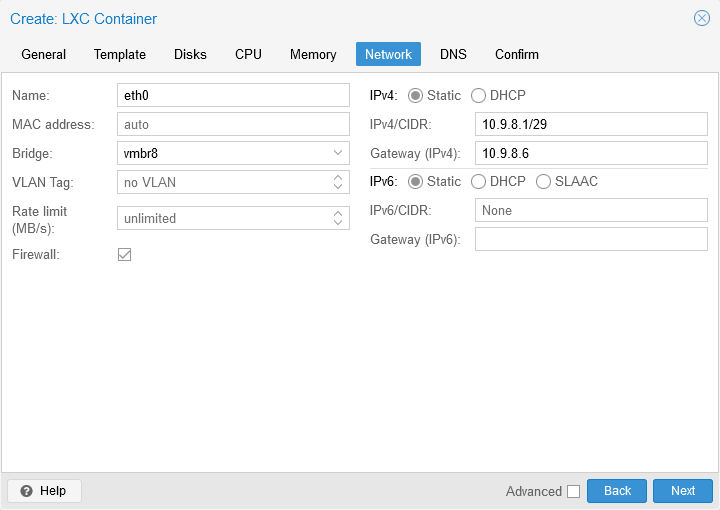 Create: LXC Container
General Template Disks CPU Memory Network DNS Confirm
Name: eth0
MAC address: auto
Bridge: vmbr8
VLAN Tag: no VLAN
Rate limit
(MB/s): unlimited
Firewall:
IPv4: Static DHCP
IPv4/CIDR: 10.9.8.1/29
Gateway (IPv4): 10.9.8.6
IPv6: Static DHCP SLAAC
IPv6/CIDR: None
Gateway (IPv6):
Help Advanced Back Next